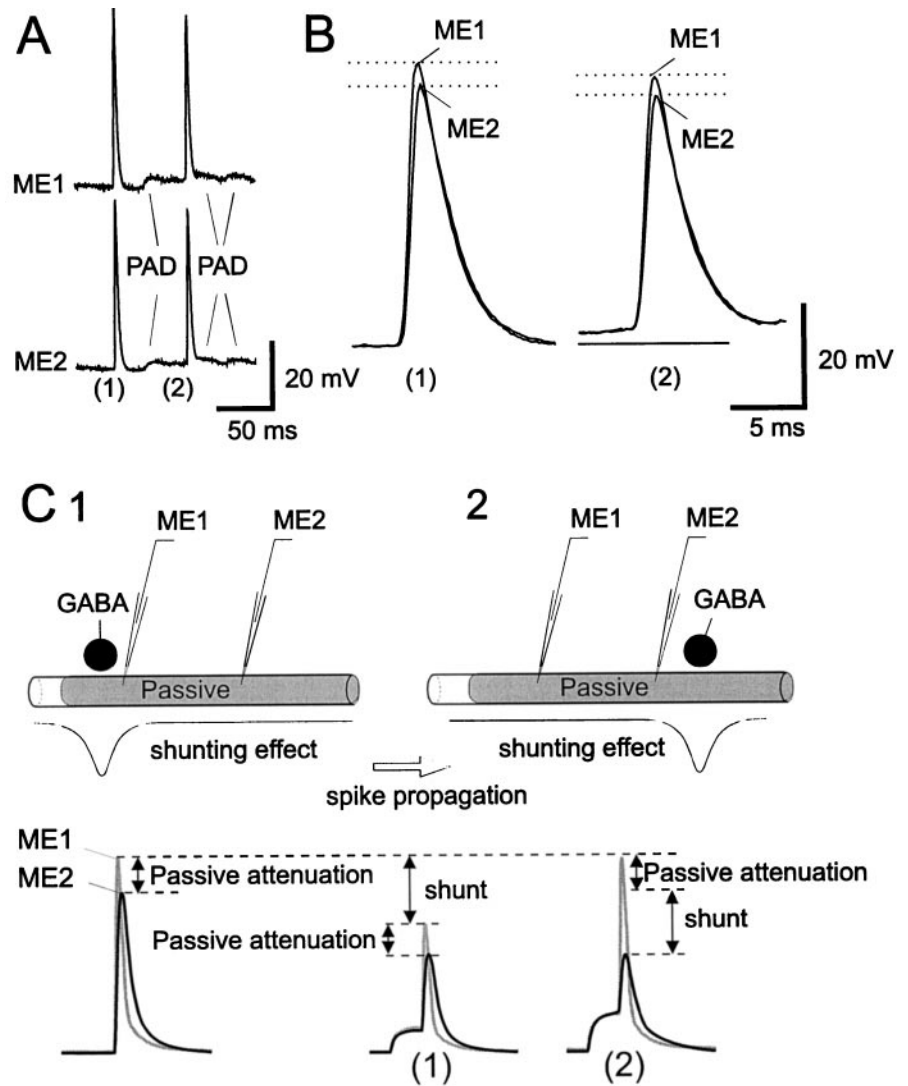 A
B
ME1
ME2
ME1
ME2
ME1
PAD
PAD
ME2
(1)
(2)
20 mV
50 ms
(1)
(2)
20 mV
5 ms
C 1
2
ME1
ME2
GABA
Passive
shunting effect
ME1
ME2
GABA
Passive
shunting effect
spike propagation
ME1
ME2
Passive attenuation
shunt
Passive attenuation
Passive attenuation
shunt
(1)
(2)